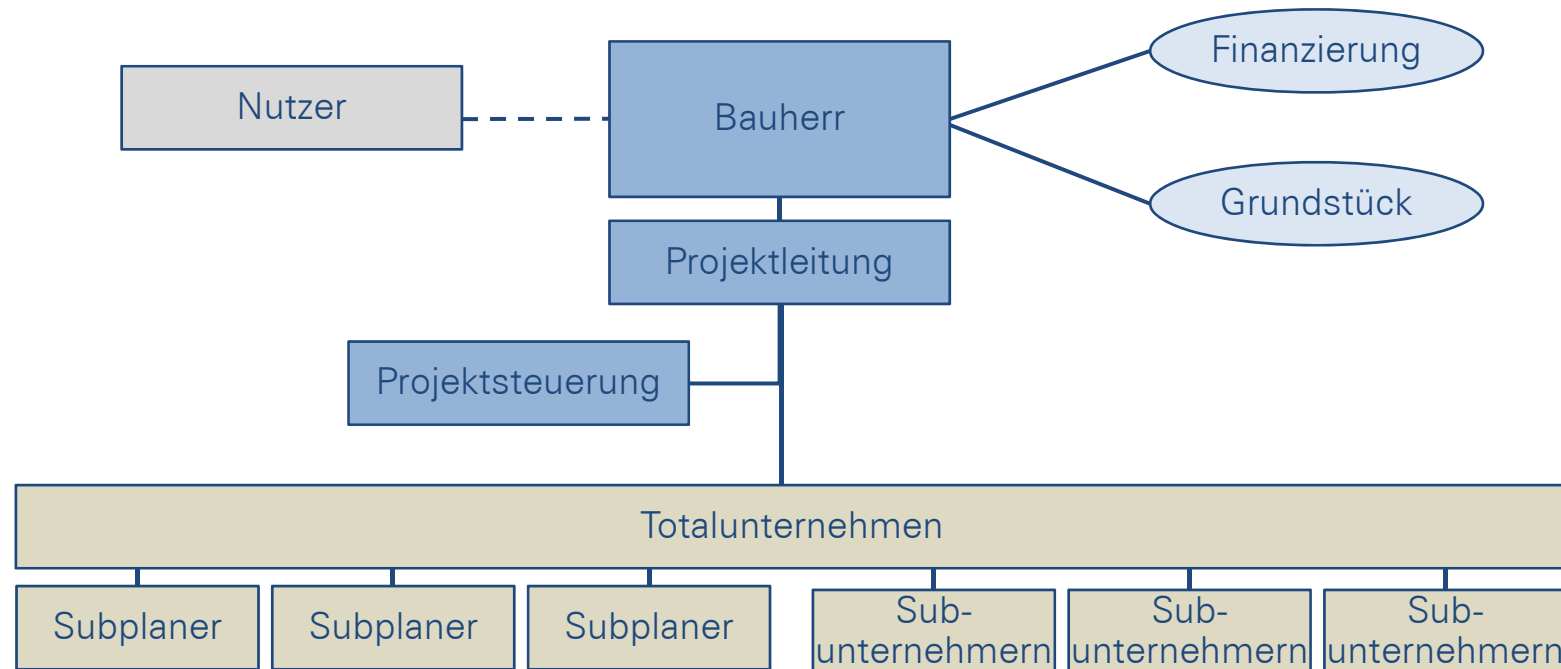 Finanzierung
Nutzer
Bauherr
Grundstück
Projektleitung
Projektsteuerung
Totalunternehmen
Subplaner
Subplaner
Subplaner
Sub-
unternehmern
Sub-
unternehmern
Sub-
unternehmern